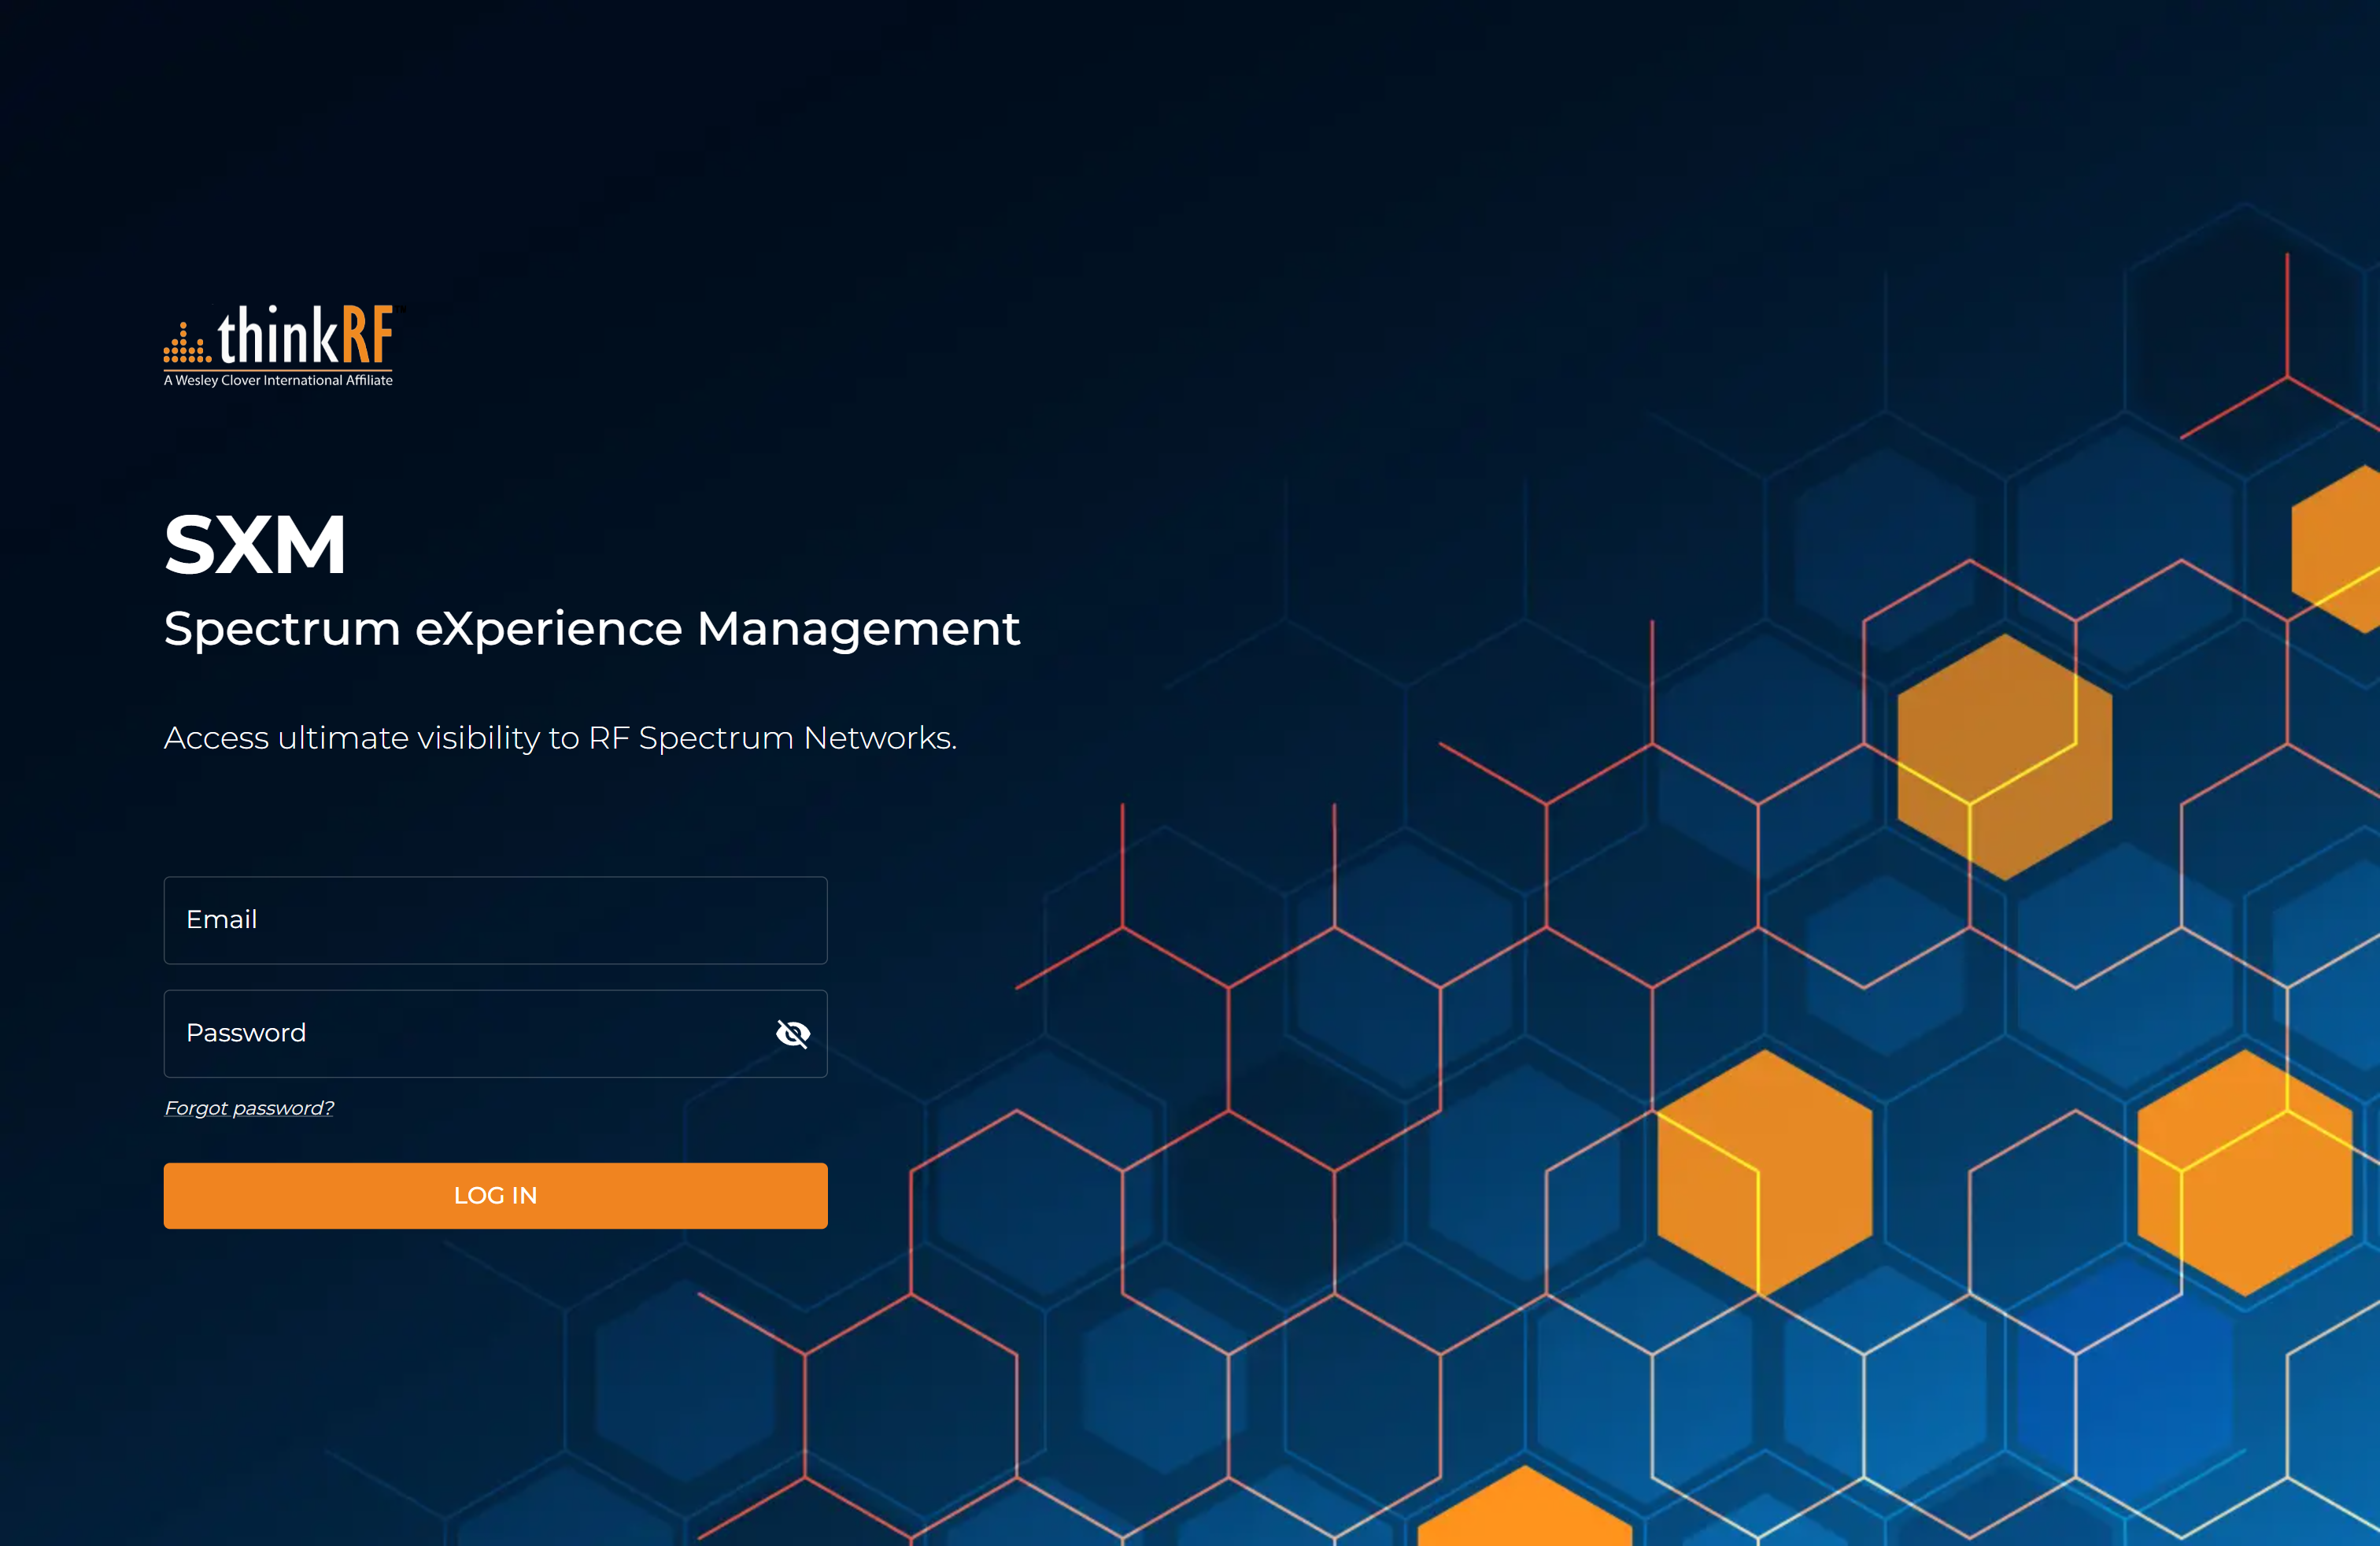 thinkRF
A Wesley Clover International Affiliate
SXM
Spectrum eXperience Management
Access ultimate visibility to RF Spectrum Networks.
Email
Password
Forgot password?
LOG IN